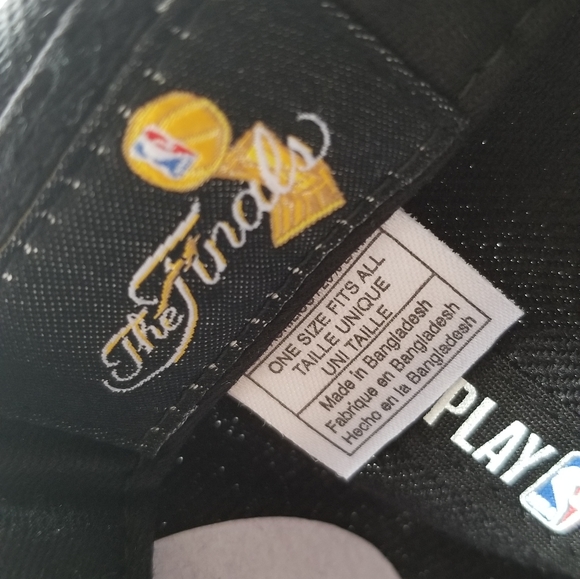 The Finals
ONE SIZE FITS ALL
TAILLE UNIQUE
UNI TAILLE
Made in Bangladesh
Fabrique en Bangladesh
Hecho en la Bangladesh
PLAY